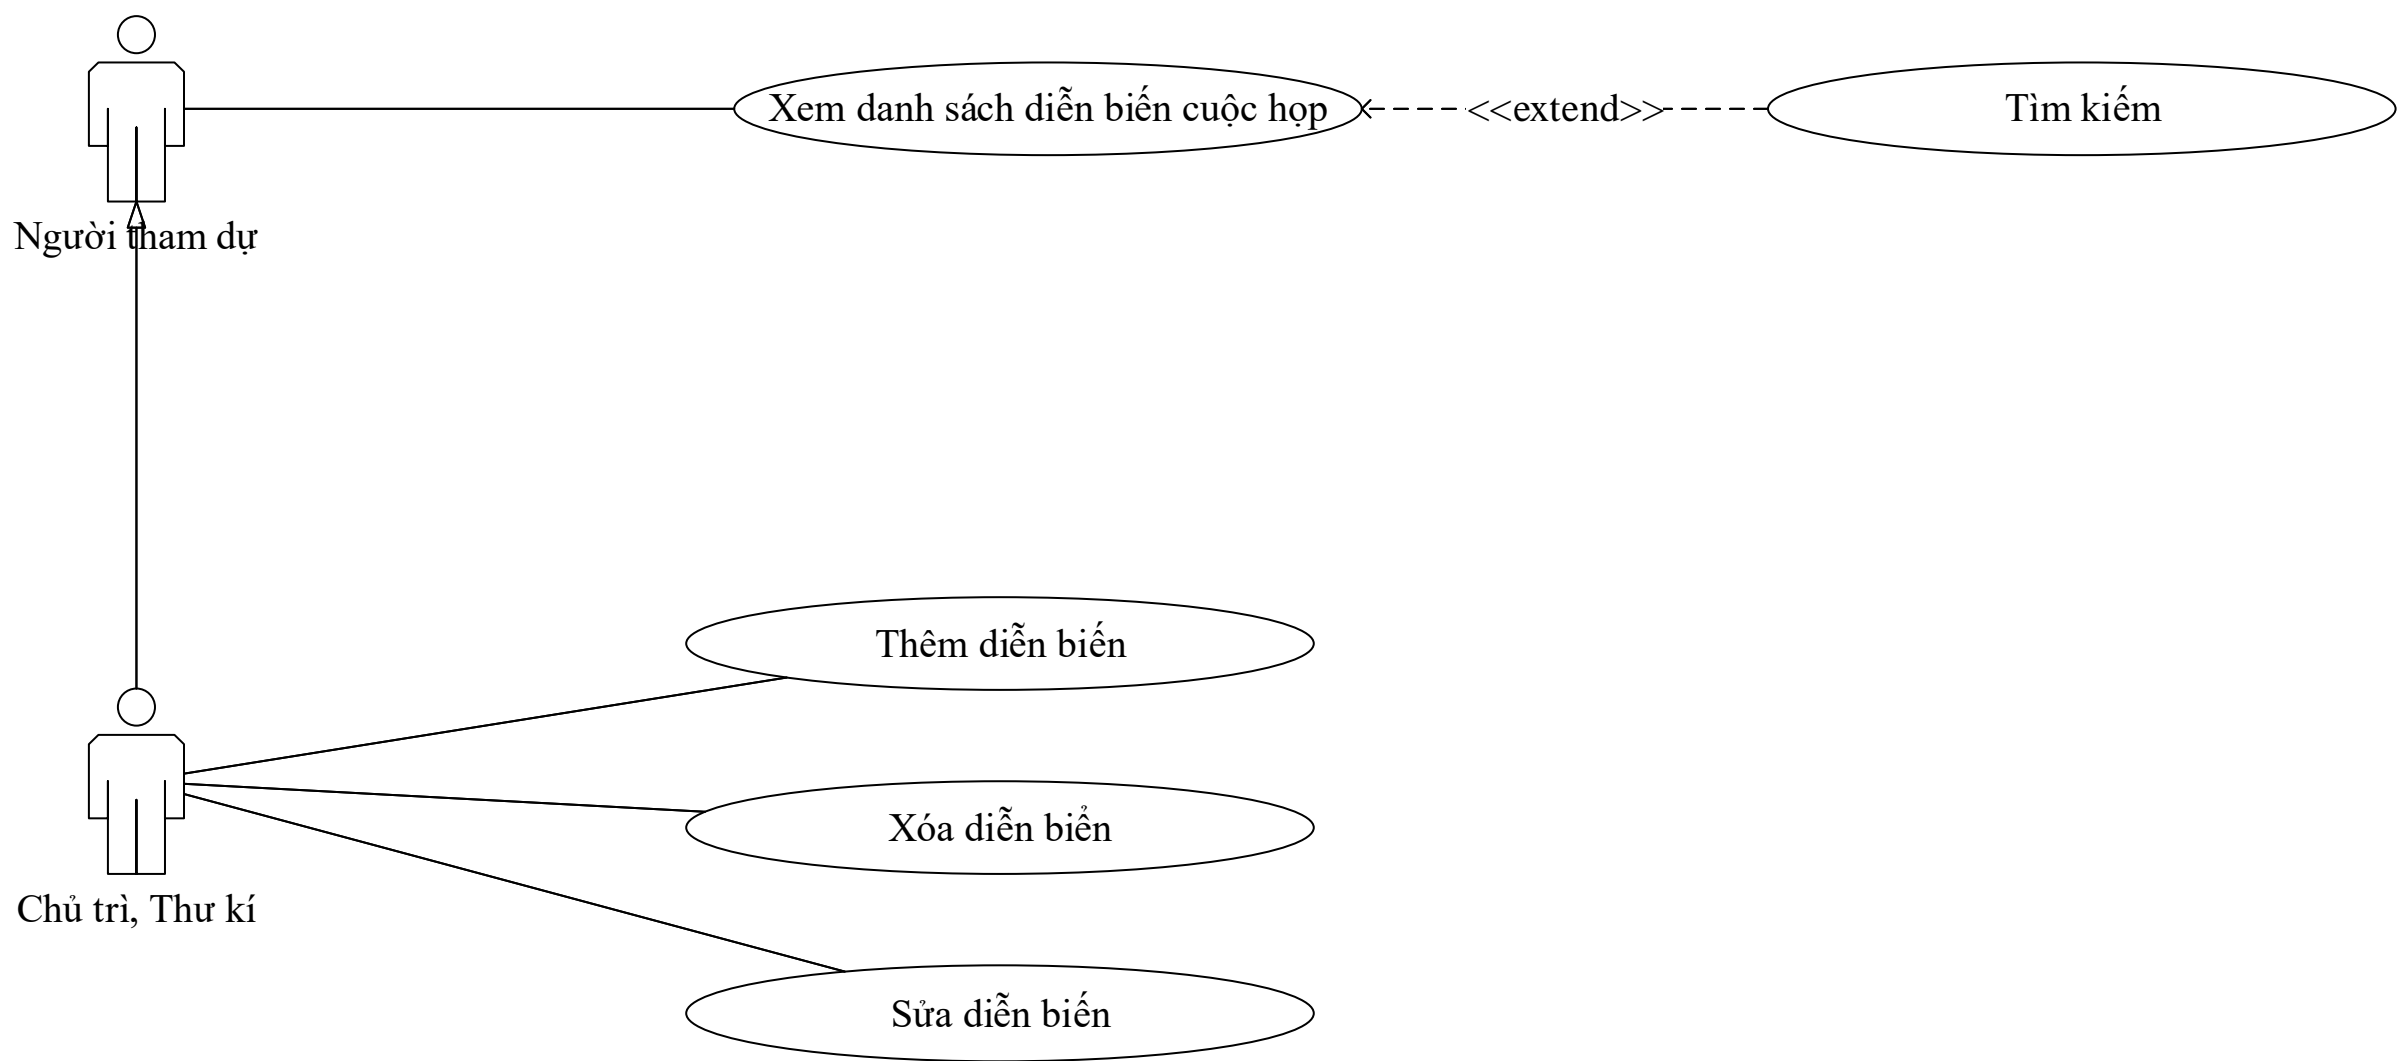 Xem danh sách diễn biến cuộc họp
<<extend>>
Tìm kiếm
Người tham dự
Thêm diễn biến
Xóa diễn biển
Chủ trì, Thư kí
Sửa diễn biến